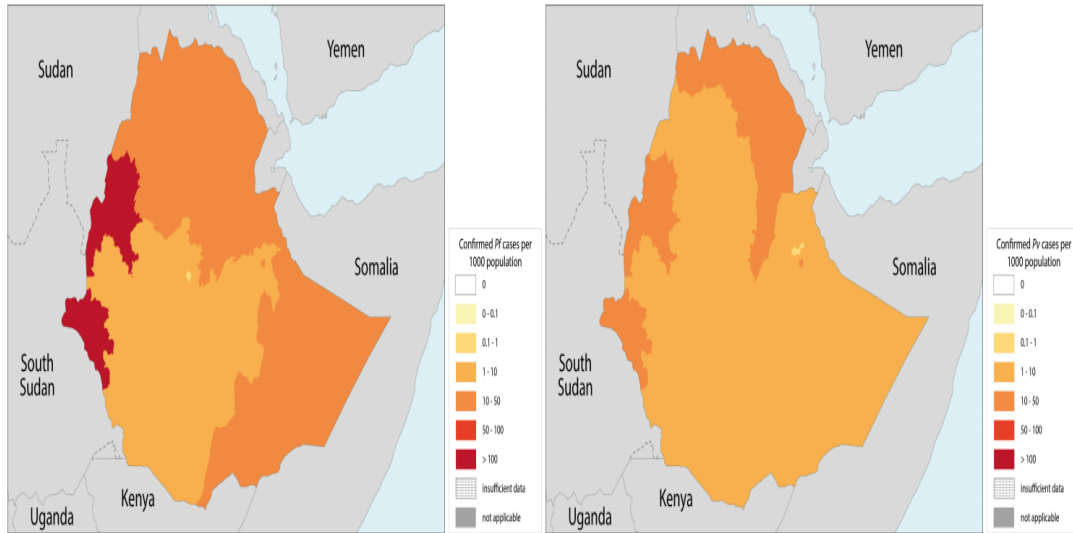 Sudan
Yemen
Somalia
South
Sudan
Kenya
Uganda
Confirmed Pf cases per
1000 population
0
0 - 0.1
0.1 - 1
1 - 10
10 - 50
50 - 100
> 100
insufficient data
not applicable
Sudan
Yemen
Somalia
South
Sudan
Kenya
Uganda
Confirmed Pv cases per
1000 population
0
0 - 0.1
0.1 - 1
1 - 10
10 - 50
50 - 100
> 100
insufficient data
not applicable